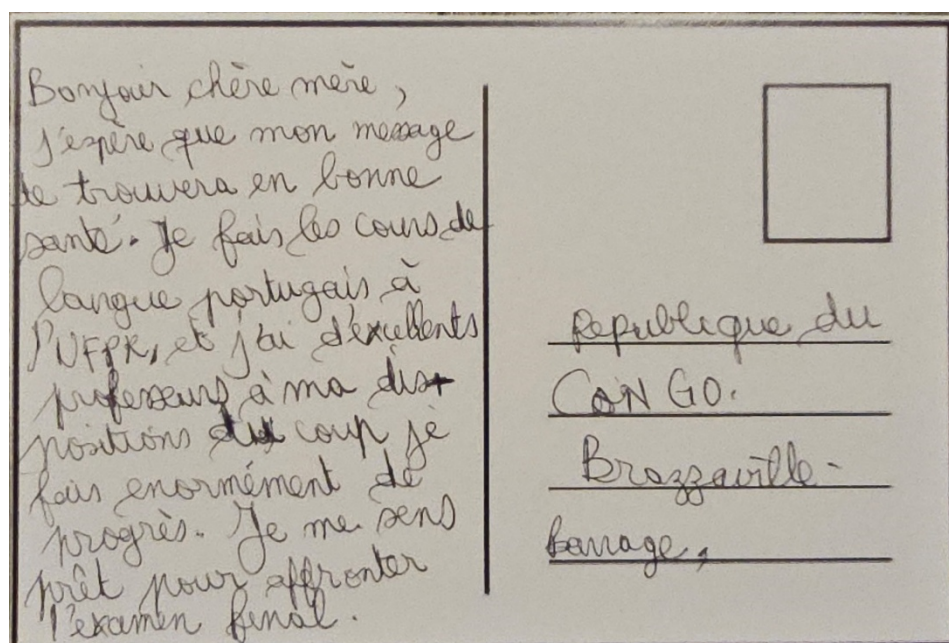 Bonjour chère mère,
j'espère que mon message
te trouvera en bonne
santé. Je fais les cours de
langue portugais à
l'UFPR, et j'ai d'excellents
professeurs à ma dis-
positions du coup je
fais enormément de
progrès. Je me sens
prêt pour affronter
l'examen final.
Republique du
CONGO.
Brazzaville-
barrage,